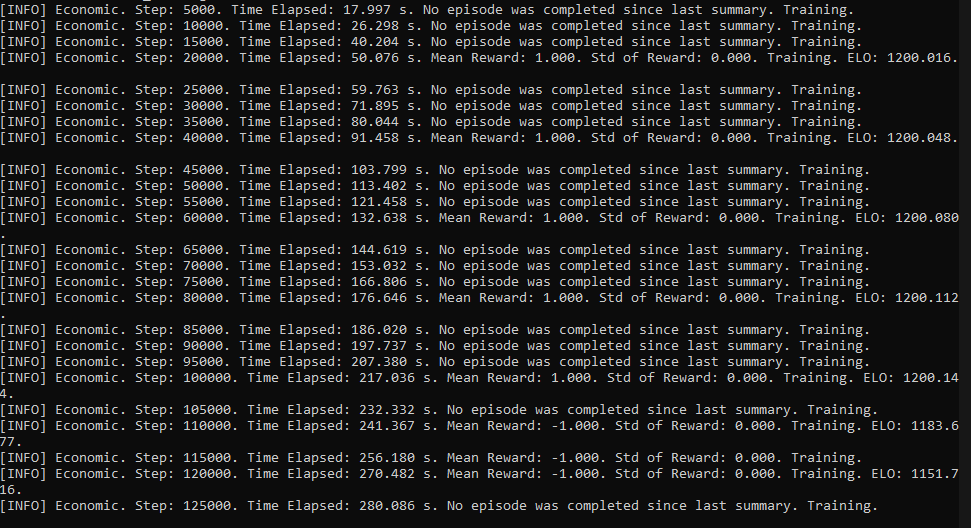 [INFO] Economic. Step: 5000. Time Elapsed: 17.997 s. No episode was completed since last summary. Training.
[INFO] Economic. Step: 10000. Time Elapsed: 26.298 s. No episode was completed since last summary. Training.
[INFO] Economic. Step: 15000. Time Elapsed: 40.204 s. No episode was completed since last summary. Training.
[INFO] Economic. Step: 20000. Time Elapsed: 50.076 s. Mean Reward: 1.000. Std of Reward: 0.000. Training. ELO: 1200.016.
[INFO] Economic. Step: 25000. Time Elapsed: 59.763 s. No episode was completed since last summary. Training.
[INFO] Economic. Step: 30000. Time Elapsed: 71.895 s. No episode was completed since last summary. Training.
[INFO] Economic. Step: 35000. Time Elapsed: 80.044 s. No episode was completed since last summary. Training.
[INFO] Economic. Step: 40000. Time Elapsed: 91.458 s. Mean Reward: 1.000. Std of Reward: 0.000. Training. ELO: 1200.048.
[INFO] Economic. Step: 45000. Time Elapsed: 103.799 s. No episode was completed since last summary. Training.
[INFO] Economic. Step: 50000. Time Elapsed: 113.402 s. No episode was completed since last summary. Training.
[INFO] Economic. Step: 55000. Time Elapsed: 121.458 s. No episode was completed since last summary. Training.
[INFO] Economic. Step: 60000. Time Elapsed: 132.638 s. Mean Reward: 1.000. Std of Reward: 0.000. Training. ELO: 1200.080
.
[INFO] Economic. Step: 65000. Time Elapsed: 144.619 s. No episode was completed since last summary. Training.
[INFO] Economic. Step: 70000. Time Elapsed: 153.032 s. No episode was completed since last summary. Training.
[INFO] Economic. Step: 75000. Time Elapsed: 166.806 s. No episode was completed since last summary. Training.
[INFO] Economic. Step: 80000. Time Elapsed: 176.646 s. Mean Reward: 1.000. Std of Reward: 0.000. Training. ELO: 1200.112
.
[INFO] Economic. Step: 85000. Time Elapsed: 186.020 s. No episode was completed since last summary. Training.
[INFO] Economic. Step: 90000. Time Elapsed: 197.737 s. No episode was completed since last summary. Training.
[INFO] Economic. Step: 95000. Time Elapsed: 207.380 s. No episode was completed since last summary. Training.
[INFO] Economic. Step: 100000. Time Elapsed: 217.036 s. Mean Reward: 1.000. Std of Reward: 0.000. Training. ELO: 1200.14
4.
[INFO] Economic. Step: 105000. Time Elapsed: 232.332 s. No episode was completed since last summary. Training.
[INFO] Economic. Step: 110000. Time Elapsed: 241.367 s. Mean Reward: -1.000. Std of Reward: 0.000. Training. ELO: 1183.6
77.
[INFO] Economic. Step: 115000. Time Elapsed: 256.180 s. Mean Reward: -1.000. Std of Reward: 0.000. Training.
[INFO] Economic. Step: 120000. Time Elapsed: 270.482 s. Mean Reward: -1.000. Std of Reward: 0.000. Training. ELO: 1151.7
16.
[INFO] Economic. Step: 125000. Time Elapsed: 280.086 s. No episode was completed since last summary. Training.